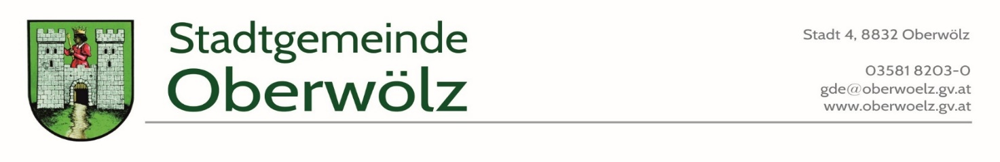 Stadtgemeinde
Oberwölz
Stadt 4, 8832 Oberwölz
03581 8203-0
gde@oberwoelz.gv.at
www.oberwoelz.gv.at